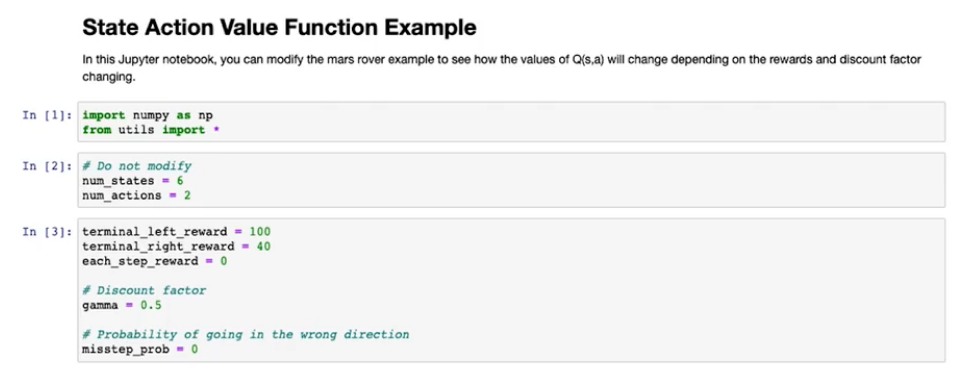 State Action Value Function Example
In this Jupyter notebook, you can modify the mars rover example to see how the values of Q(s,a) will change depending on the rewards and discount factor
changing.
In [1]: import numpy as np
from utils import *
In [2]: # Do not modify
num_states = 6
num_actions = 2
In [3]: terminal_left_reward = 100
terminal_right_reward = 40
each_step_reward = 0
# Discount factor
gamma = 0.5
# Probability of going in the wrong direction
misstep_prob = 0